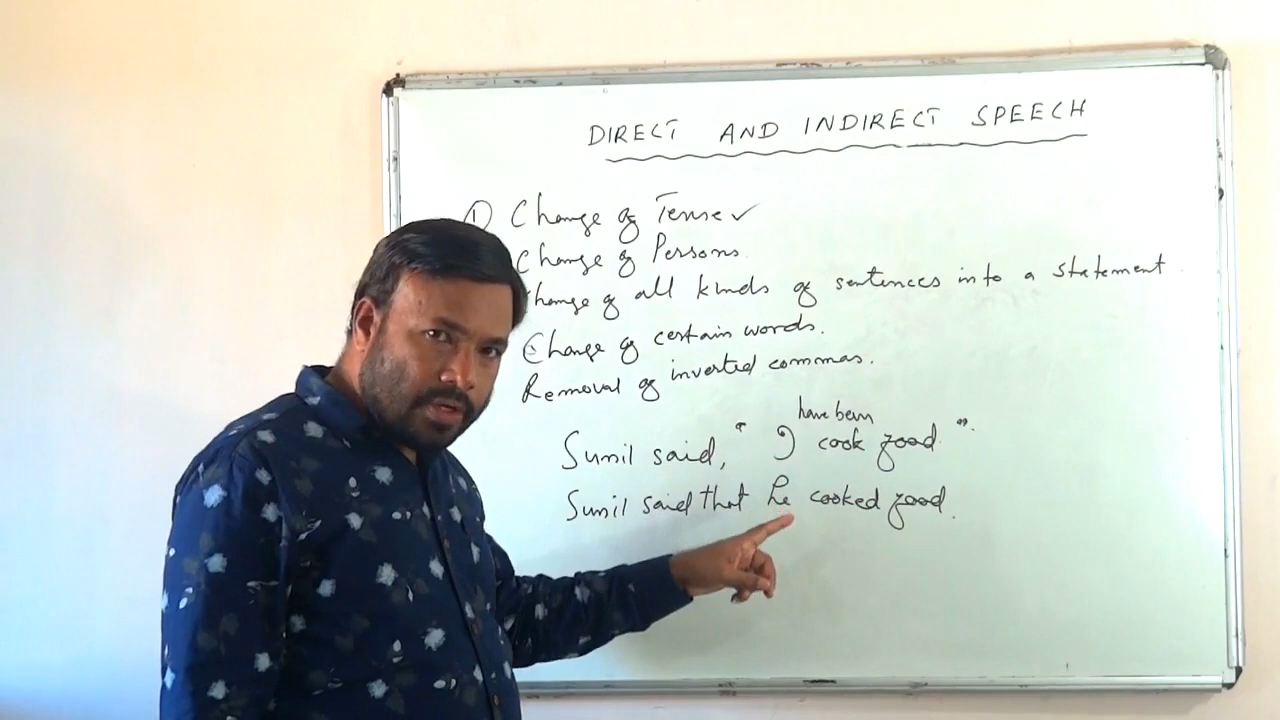 DIRECT AND INDIRECT SPEECH
1) Change of Tense ✓
Change of Persons.
Change of all kinds of sentences into a statement.
Change of certain words.
Removal of inverted commas.
have been
Sunil said, " I cook food. ".
Sunil said that he cooked food.